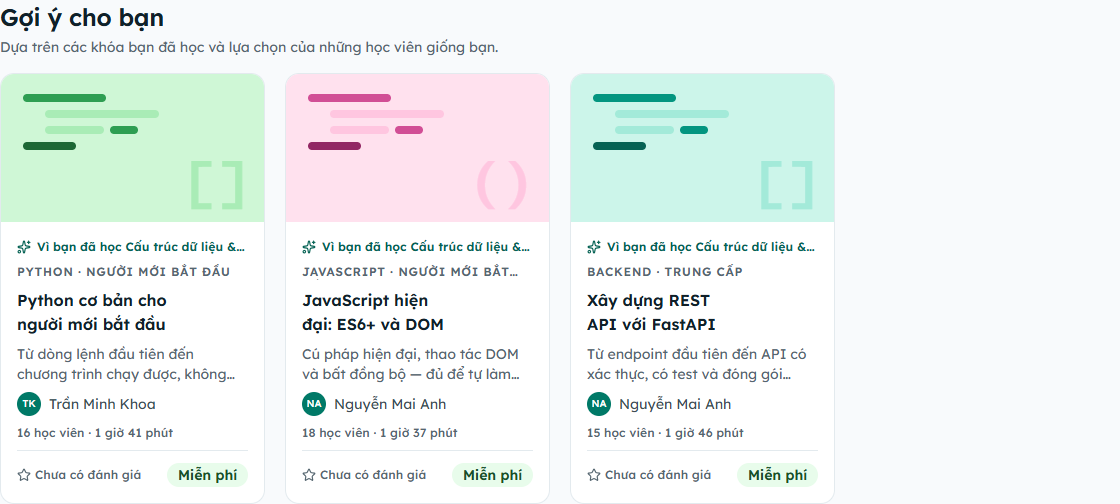 Gợi ý cho bạn
Dựa trên các khóa bạn đã học và lựa chọn của những học viên giống bạn.
[ ]
Vì bạn đã học Cấu trúc dữ liệu &...
PYTHON · NGƯỜI MỚI BẮT ĐẦU
Python cơ bản cho
người mới bắt đầu
Từ dòng lệnh đầu tiên đến
chương trình chạy được, không...
TK Trần Minh Khoa
16 học viên · 1 giờ 41 phút
Chưa có đánh giá Miễn phí
( )
Vì bạn đã học Cấu trúc dữ liệu &...
JAVASCRIPT · NGƯỜI MỚI BẮT...
JavaScript hiện
đại: ES6+ và DOM
Cú pháp hiện đại, thao tác DOM
và bất đồng bộ — đủ để tự làm...
NA Nguyễn Mai Anh
18 học viên · 1 giờ 37 phút
Chưa có đánh giá Miễn phí
[ ]
Vì bạn đã học Cấu trúc dữ liệu &...
BACKEND · TRUNG CẤP
Xây dựng REST
API với FastAPI
Từ endpoint đầu tiên đến API có
xác thực, có test và đóng gói...
NA Nguyễn Mai Anh
15 học viên · 1 giờ 46 phút
Chưa có đánh giá Miễn phí